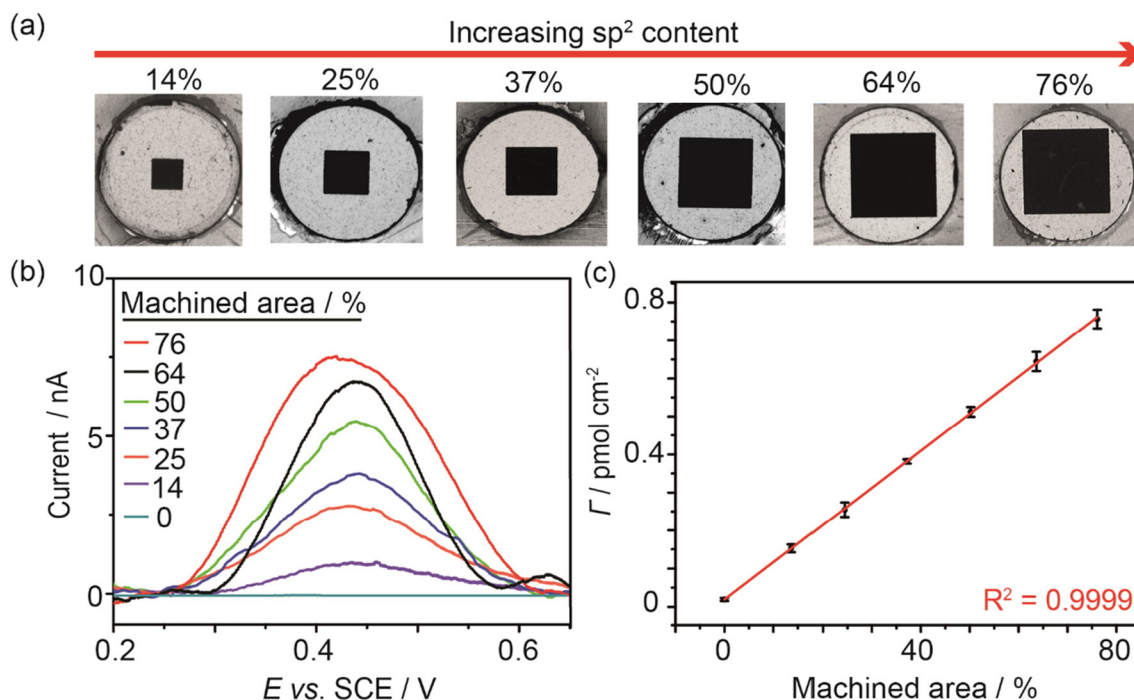 (a)
Increasing sp² content
14% 25% 37% 50% 64% 76%
(b)
10
5
0
Current / nA
Machined area / %
76
64
50
37
25
14
0
0.2 0.4 0.6
E vs. SCE / V
(c)
0.8
0.4
0
Γ / pmol cm⁻²
R² = 0.9999
0 40 80
Machined area / %